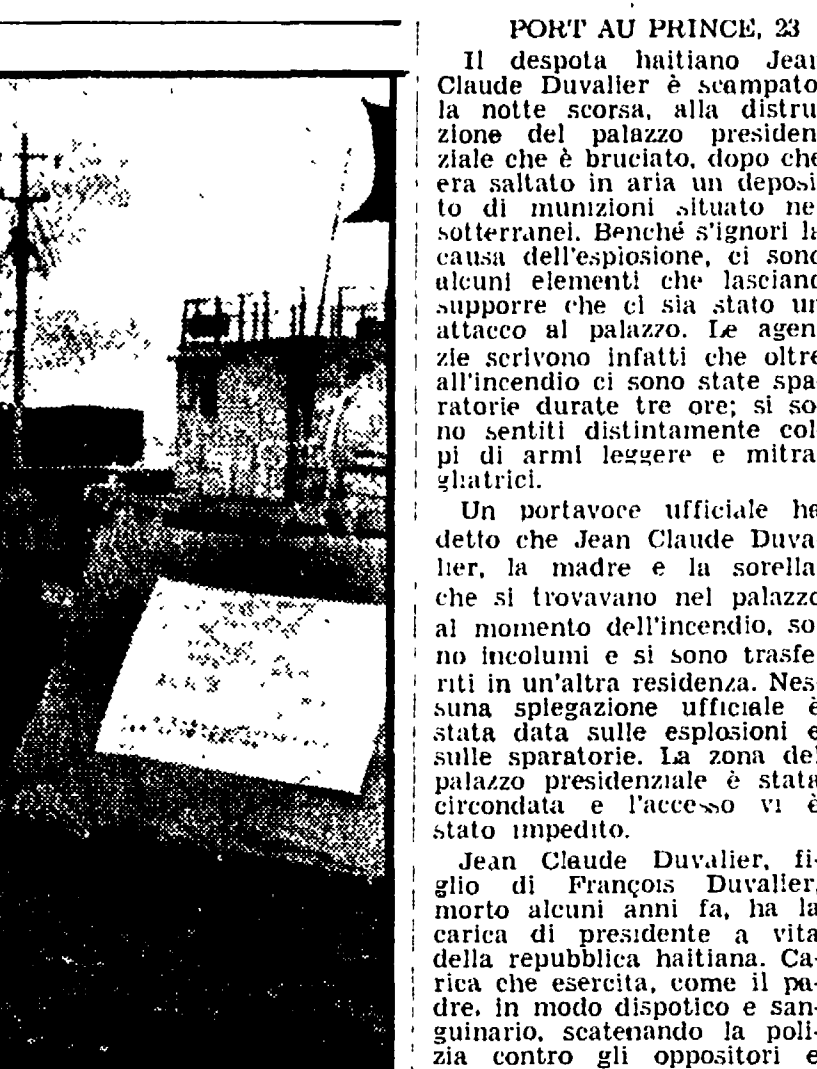 PORT AU PRINCE, 23
Il despota haitiano Jean
Claude Duvalier è scampato
la notte scorsa, alla distru
zione del palazzo presiden
ziale che è bruciato, dopo che
era saltato in aria un deposi
to di munizioni situato nei
sotterranei. Benché s'ignori la
causa dell'esplosione, ci sono
alcuni elementi che lasciano
supporre che ci sia stato un
attacco al palazzo. Le agen
zie scrivono infatti che oltre
all'incendio ci sono state spa
ratorie durate tre ore; si so
no sentiti distintamente col
pi di armi leggere e mitra
gliatrici.
Un portavoce ufficiale ha
detto che Jean Claude Duva
lier, la madre e la sorella
che si trovavano nel palazzo
al momento dell'incendio, so
no incolumi e si sono trasfe
riti in un'altra residenza. Nes-
suna spiegazione ufficiale è
stata data sulle esplosioni e
sulle sparatorie. La zona del
palazzo presidenziale è stata
circondata e l'accesso vi è
stato impedito.
Jean Claude Duvalier, fi-
glio di François Duvalier,
morto alcuni anni fa, ha la
carica di presidente a vita
della repubblica haitiana. Ca-
rica che esercita, come il pa-
dre, in modo dispotico e san-
guinario, scatenando la poli-
zia contro gli oppositori e